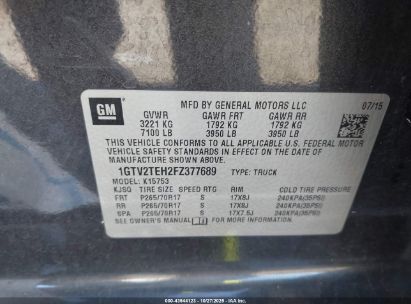 MFD BY GENERAL MOTORS LLC 07/15
GM
GVWR GAWR FRT GAWR RR
3221 KG 1792 KG 1792 KG
7100 LB 3950 LB 3950 LB
THIS VEHICLE CONFORMS TO ALL APPLICABLE U.S. FEDERAL MOTOR
VEHICLE SAFETY STANDARDS IN EFFECT ON THE DATE OF
MANUFACTURE SHOWN ABOVE.
1GTV2TEH2FZ377689 TYPE: TRUCK
MODEL: K15753
KJSG TIRE SIZE SPEED RTG RIM COLD TIRE PRESSURE
FRT P265/70R17 S 17X8J 240KPA(35PSI)
RR P265/70R17 S 17X8J 240KPA(35PSI)
SPA P265/70R17 S 17X7.5J 240KPA(35PSI)
SEE OWNER'S MANUAL FOR MORE INFORMATION.